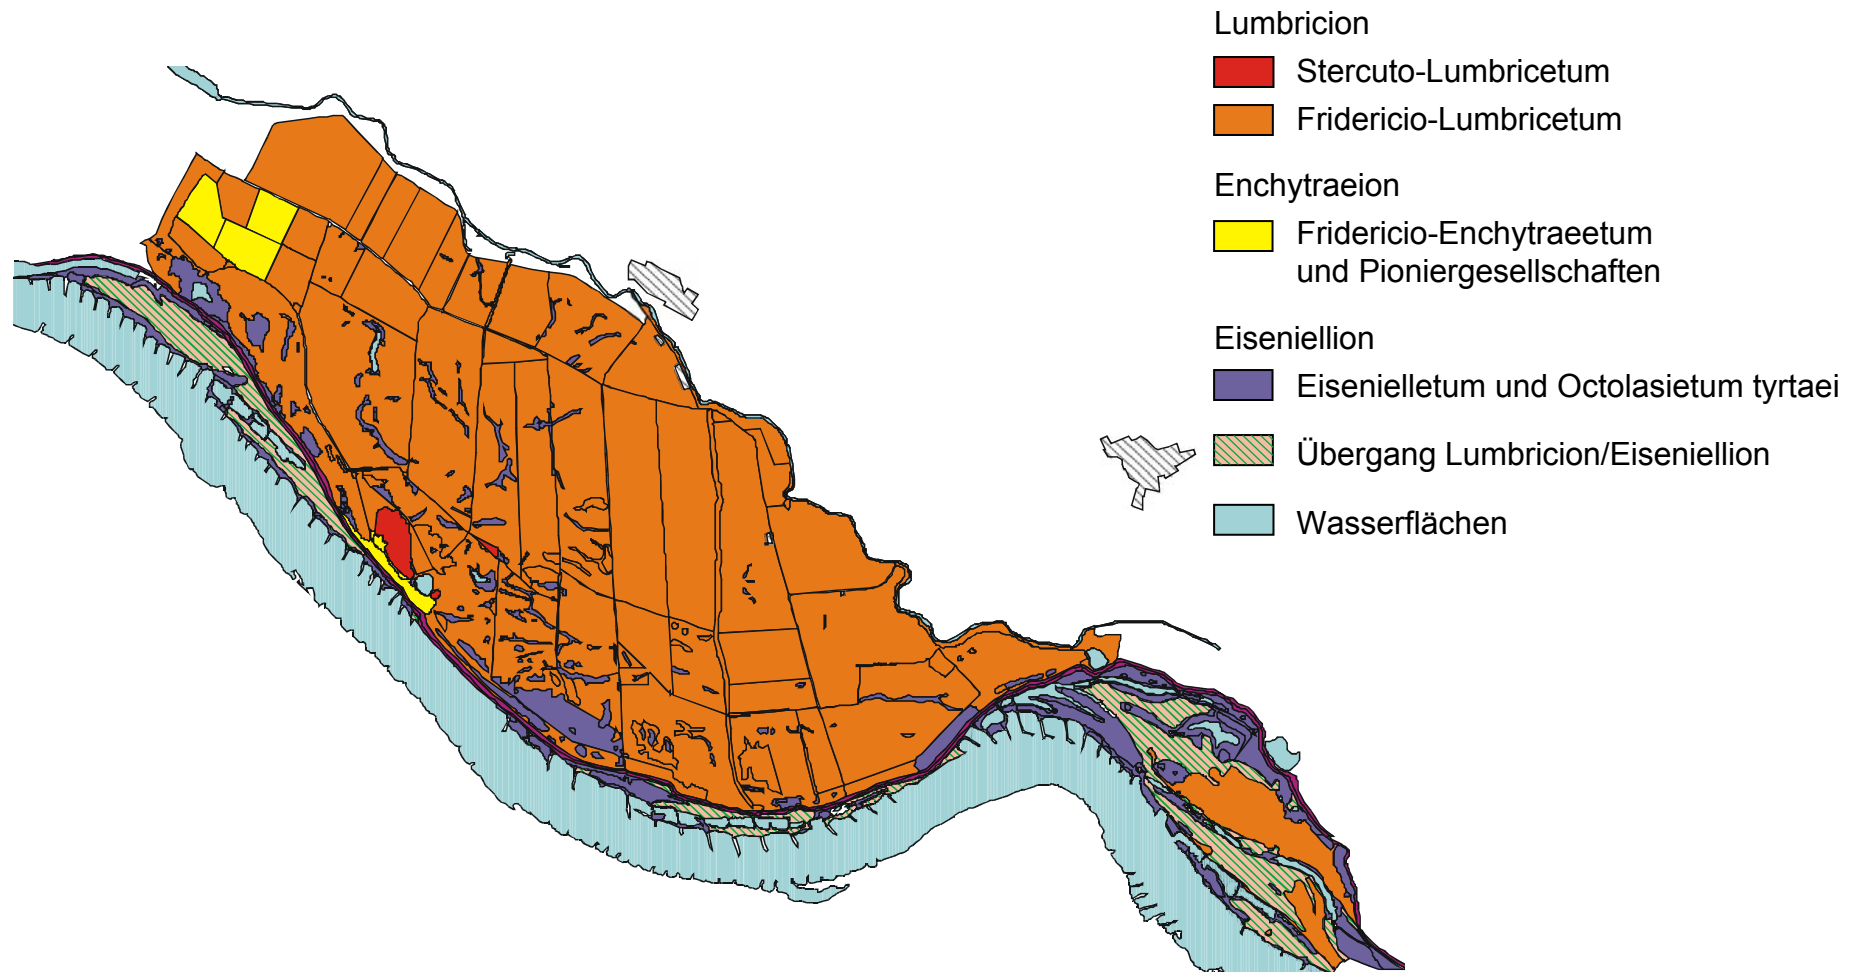 Lumbricion
Stercuto-Lumbricetum
Fridericio-Lumbricetum
Enchytraeion
Fridericio-Enchytraeetum
und Pioniergesellschaften
Eiseniellion
Eisenielletum und Octolasietum tyrtaei
Übergang Lumbricion/Eiseniellion
Wasserflächen